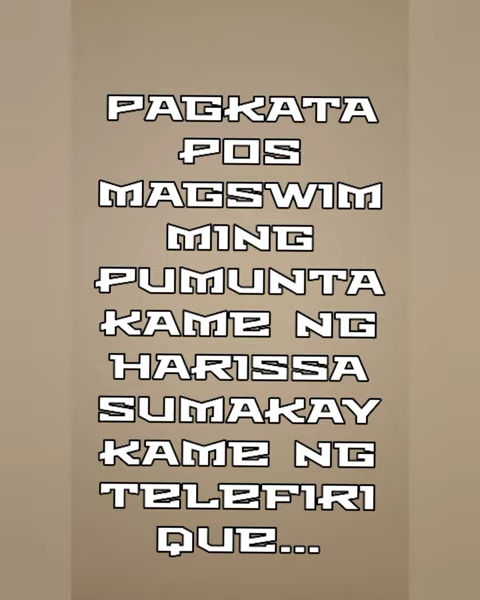 PAGKATA
POS
MAGSWIM
MING
PUMUNTA
KAME NG
HARISSA
SUMAKAY
KAME NG
TELEFIRI
QUE...